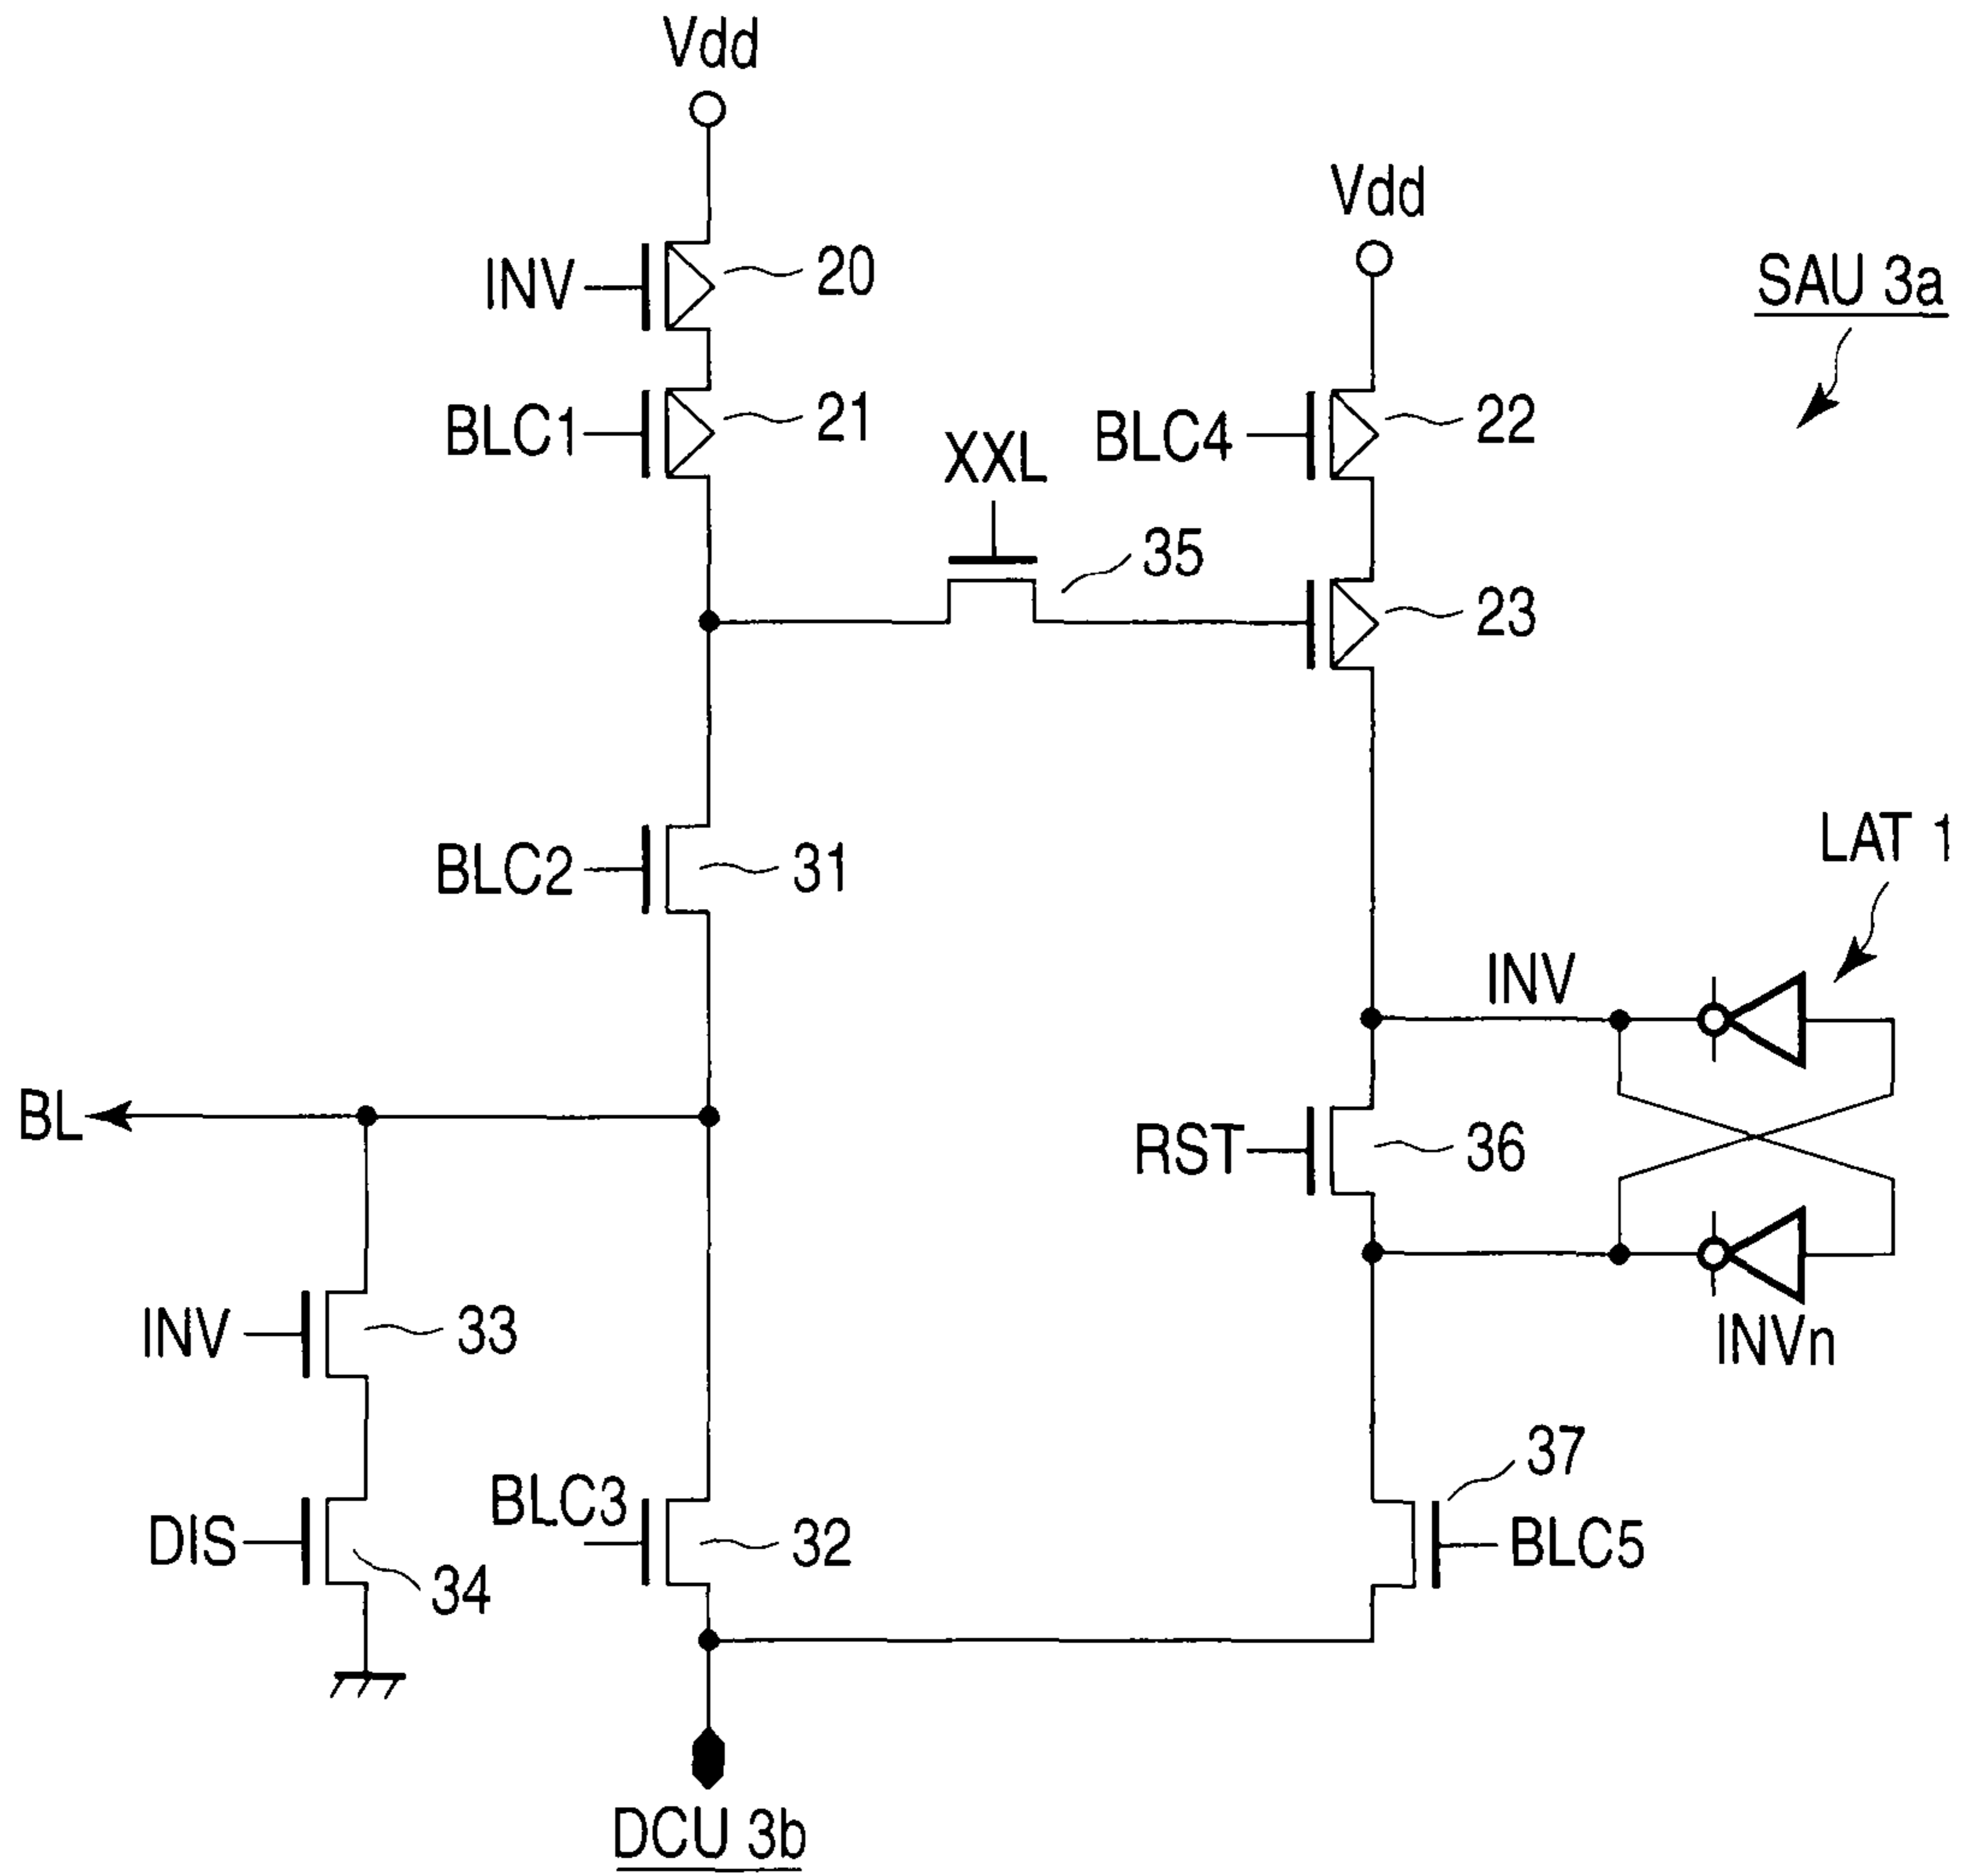 Vdd
Vdd
SAU 3a
INV
20
BLC1
21
BLC4
22
XXL
35
23
BLC2
31
LAT 1
INV
BL
RST
36
INV
33
INVn
37
BLC3
DIS
32
BLC5
34
DCU 3b